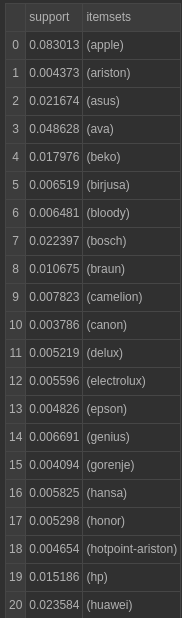 support itemsets
0 0.083013 (apple)
1 0.004373 (ariston)
2 0.021674 (asus)
3 0.048628 (ava)
4 0.017976 (beko)
5 0.006519 (birjusa)
6 0.006481 (bloody)
7 0.022397 (bosch)
8 0.010675 (braun)
9 0.007823 (camelion)
10 0.003786 (canon)
11 0.005219 (delux)
12 0.005596 (electrolux)
13 0.004826 (epson)
14 0.006691 (genius)
15 0.004094 (gorenje)
16 0.005825 (hansa)
17 0.005298 (honor)
18 0.004654 (hotpoint-ariston)
19 0.015186 (hp)
20 0.023584 (huawei)